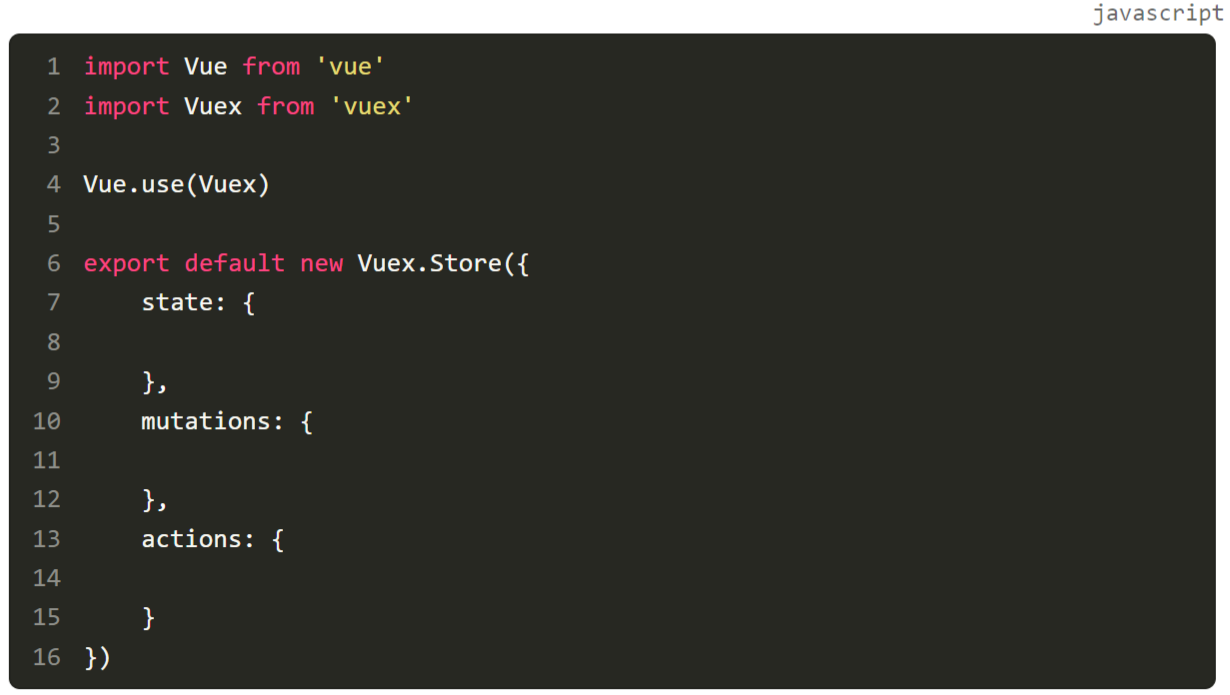 javascript
1 import Vue from 'vue'
2 import Vuex from 'vuex'
3
4 Vue.use(Vuex)
5
6 export default new Vuex.Store({
7     state: {
8
9     },
10     mutations: {
11
12     },
13     actions: {
14
15     }
16 })